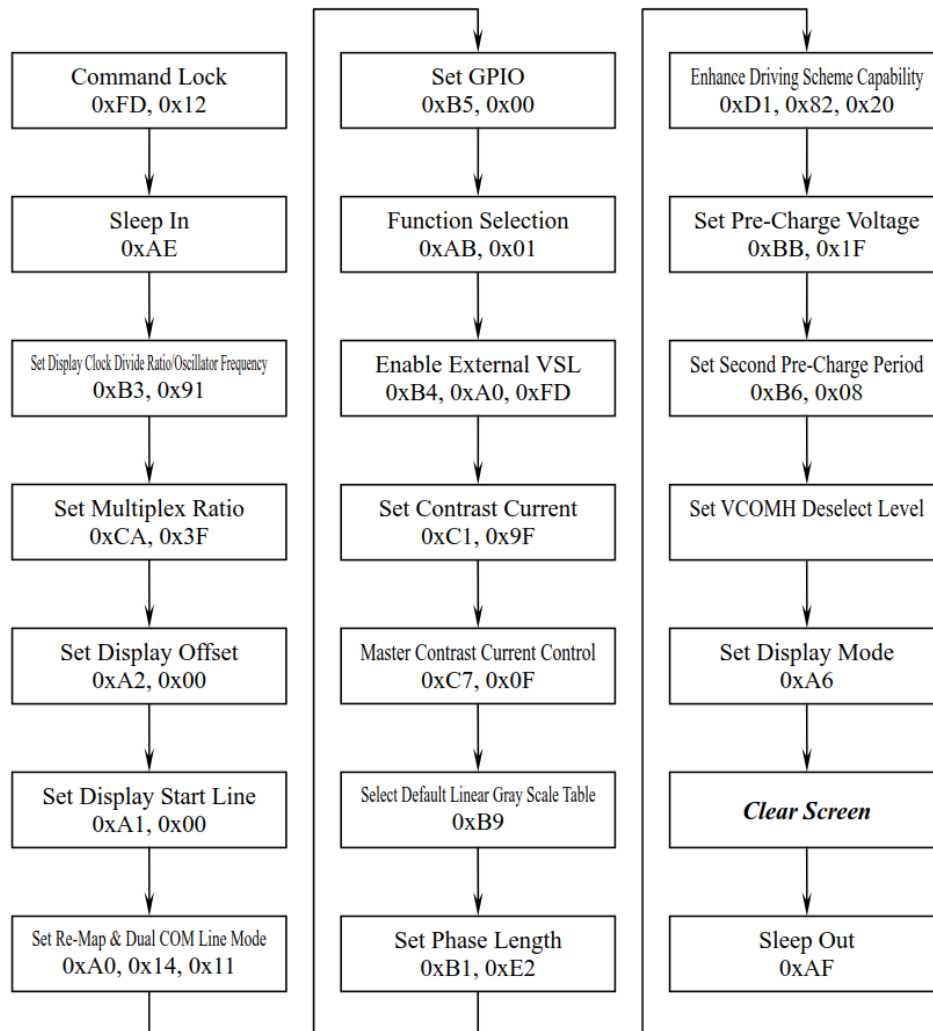 Command Lock
0xFD, 0x12
Sleep In
0xAE
Set Display Clock Divide Ratio/Oscillator Frequency
0xB3, 0x91
Set Multiplex Ratio
0xCA, 0x3F
Set Display Offset
0xA2, 0x00
Set Display Start Line
0xA1, 0x00
Set Re-Map & Dual COM Line Mode
0xA0, 0x14, 0x11
Set GPIO
0xB5, 0x00
Function Selection
0xAB, 0x01
Enable External VSL
0xB4, 0xA0, 0xFD
Set Contrast Current
0xC1, 0x9F
Master Contrast Current Control
0xC7, 0x0F
Select Default Linear Gray Scale Table
0xB9
Set Phase Length
0xB1, 0xE2
Enhance Driving Scheme Capability
0xD1, 0x82, 0x20
Set Pre-Charge Voltage
0xBB, 0x1F
Set Second Pre-Charge Period
0xB6, 0x08
Set VCOMH Deselect Level
Set Display Mode
0xA6
Clear Screen
Sleep Out
0xAF